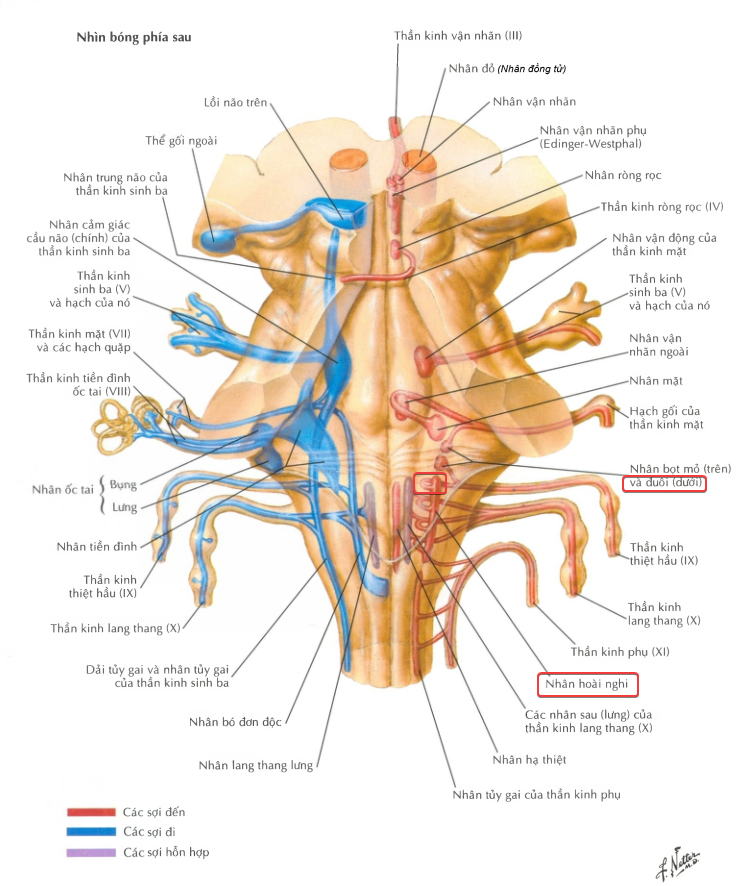 Nhìn bóng phía sau
Thần kinh vận nhãn (III)
Nhân đỏ (Nhân đồng tử)
Nhân vận nhãn
Nhân vận nhãn phụ
(Edinger-Westphal)
Nhân ròng rọc
Thần kinh ròng rọc (IV)
Nhân vận động của
thần kinh mặt
Thần kinh
sinh ba (V)
và hạch của nó
Nhân vận
nhãn ngoài
Nhân mặt
Hạch gối của
thần kinh mặt
Nhân bọt mỏ (trên)
và đuôi (dưới)
Thần kinh
thiệt hầu (IX)
Thần kinh
lang thang (X)
Thần kinh phụ (XI)
Nhân hoài nghi
Các nhân sau (lưng) của
thần kinh lang thang (X)
Nhân hạ thiệt
Nhân tủy gai của thần kinh phụ
Lồi não trên
Thể gối ngoài
Nhân trung não của
thần kinh sinh ba
Nhân cảm giác
cầu não (chính) của
thần kinh sinh ba
Thần kinh
sinh ba (V)
và hạch của nó
Thần kinh mặt (VII)
và các hạch quặp
Thần kinh tiền đình
ốc tai (VIII)
Nhân ốc tai
Bụng
Lưng
Nhân tiền đình
Thần kinh
thiệt hầu (IX)
Thần kinh lang thang (X)
Dải tủy gai và nhân tủy gai
của thần kinh sinh ba
Nhân bó đơn độc
Nhân lang thang lưng
Các sợi đến
Các sợi đi
Các sợi hỗn hợp
F. Netter
M.D.